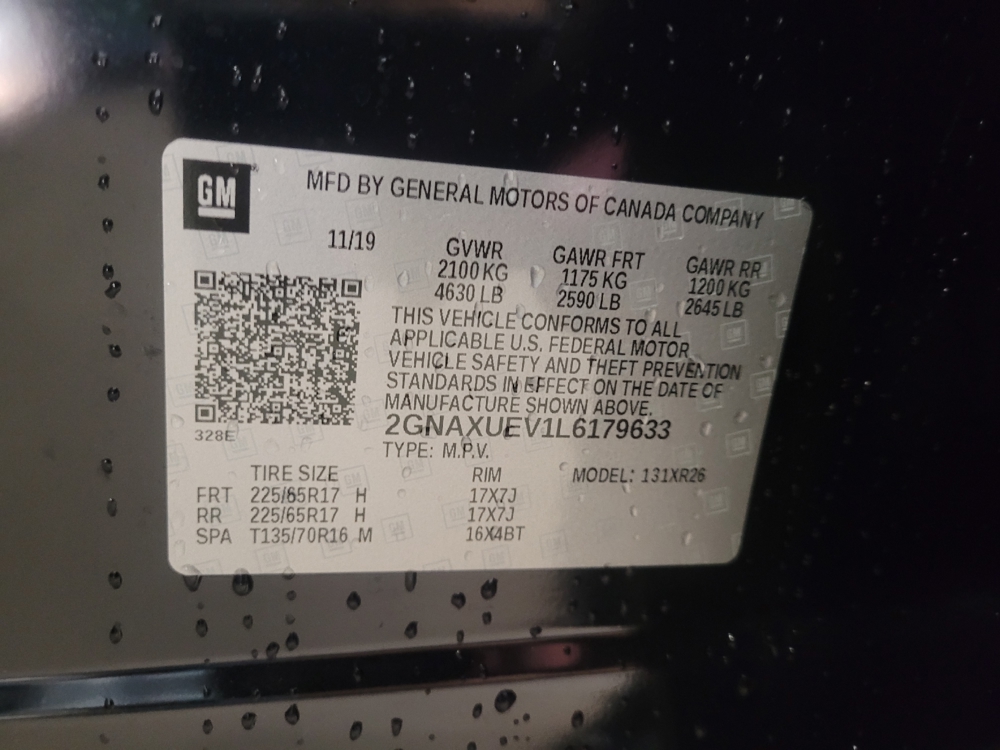 GM
MFD BY GENERAL MOTORS OF CANADA COMPANY
11/19
GVWR GAWR FRT GAWR RR
2100 KG 1175 KG 1200 KG
4630 LB 2590 LB 2645 LB
THIS VEHICLE CONFORMS TO ALL
APPLICABLE U.S. FEDERAL MOTOR
VEHICLE SAFETY AND THEFT PREVENTION
STANDARDS IN EFFECT ON THE DATE OF
MANUFACTURE SHOWN ABOVE.
2GNAXUEV1L6179633
328E
TYPE: M.P.V.
TIRE SIZE RIM MODEL: 131XR26
FRT 225/65R17 H 17X7J
RR 225/65R17 H 17X7J
SPA T135/70R16 M 16X4BT